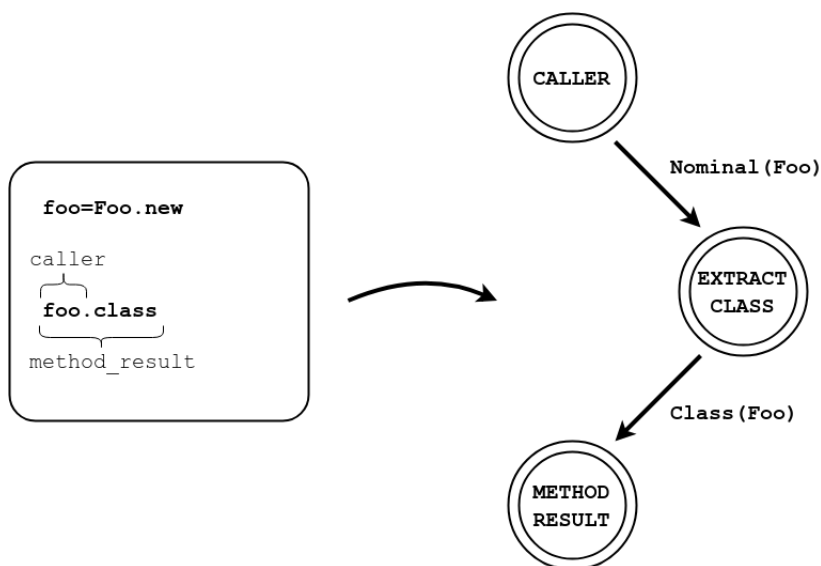 foo=Foo.new
caller
foo.class
method_result
CALLER
Nominal(Foo)
EXTRACT
CLASS
Class(Foo)
METHOD
RESULT